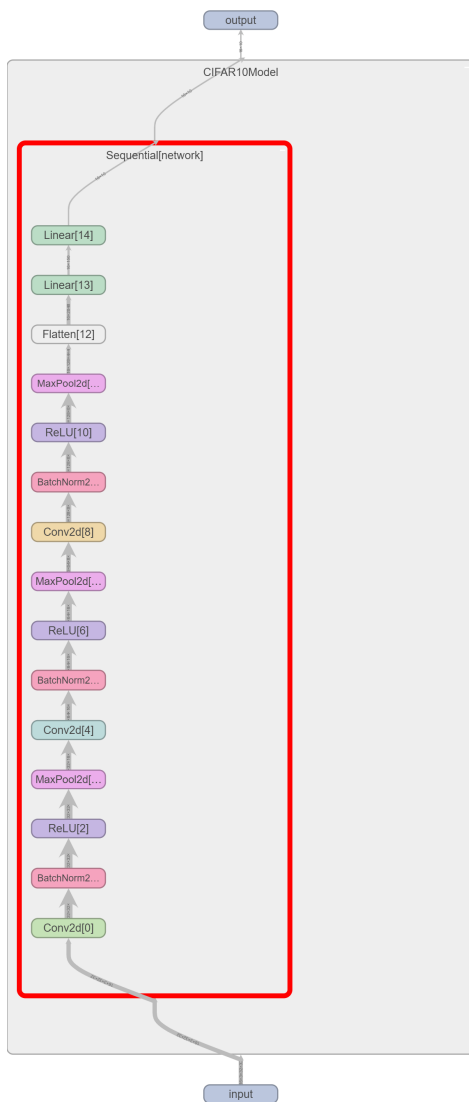 output
CIFAR10Model
Sequential[network]
Linear[14]
Linear[13]
Flatten[12]
MaxPool2d[...
ReLU[10]
BatchNorm2...
Conv2d[8]
MaxPool2d[...
ReLU[6]
BatchNorm2...
Conv2d[4]
MaxPool2d[...
ReLU[2]
BatchNorm2...
Conv2d[0]
input